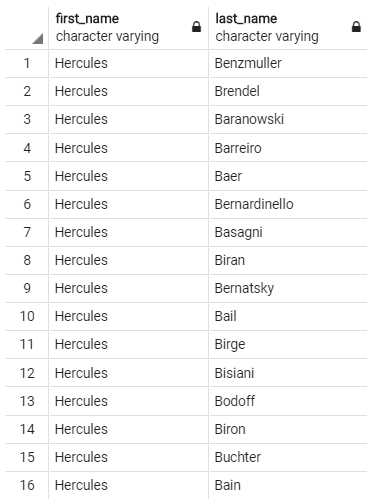 first_name last_name
character varying character varying
1 Hercules Benzmuller
2 Hercules Brendel
3 Hercules Baranowski
4 Hercules Barreiro
5 Hercules Baer
6 Hercules Bernardinello
7 Hercules Basagni
8 Hercules Biran
9 Hercules Bernatsky
10 Hercules Bail
11 Hercules Birge
12 Hercules Bisiani
13 Hercules Bodoff
14 Hercules Biron
15 Hercules Buchter
16 Hercules Bain